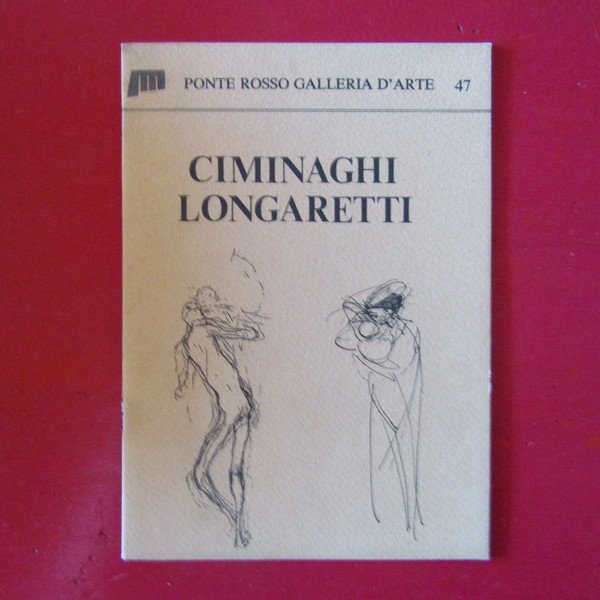 PONTE ROSSO GALLERIA D'ARTE 47
CIMINAGHI
LONGARETTI